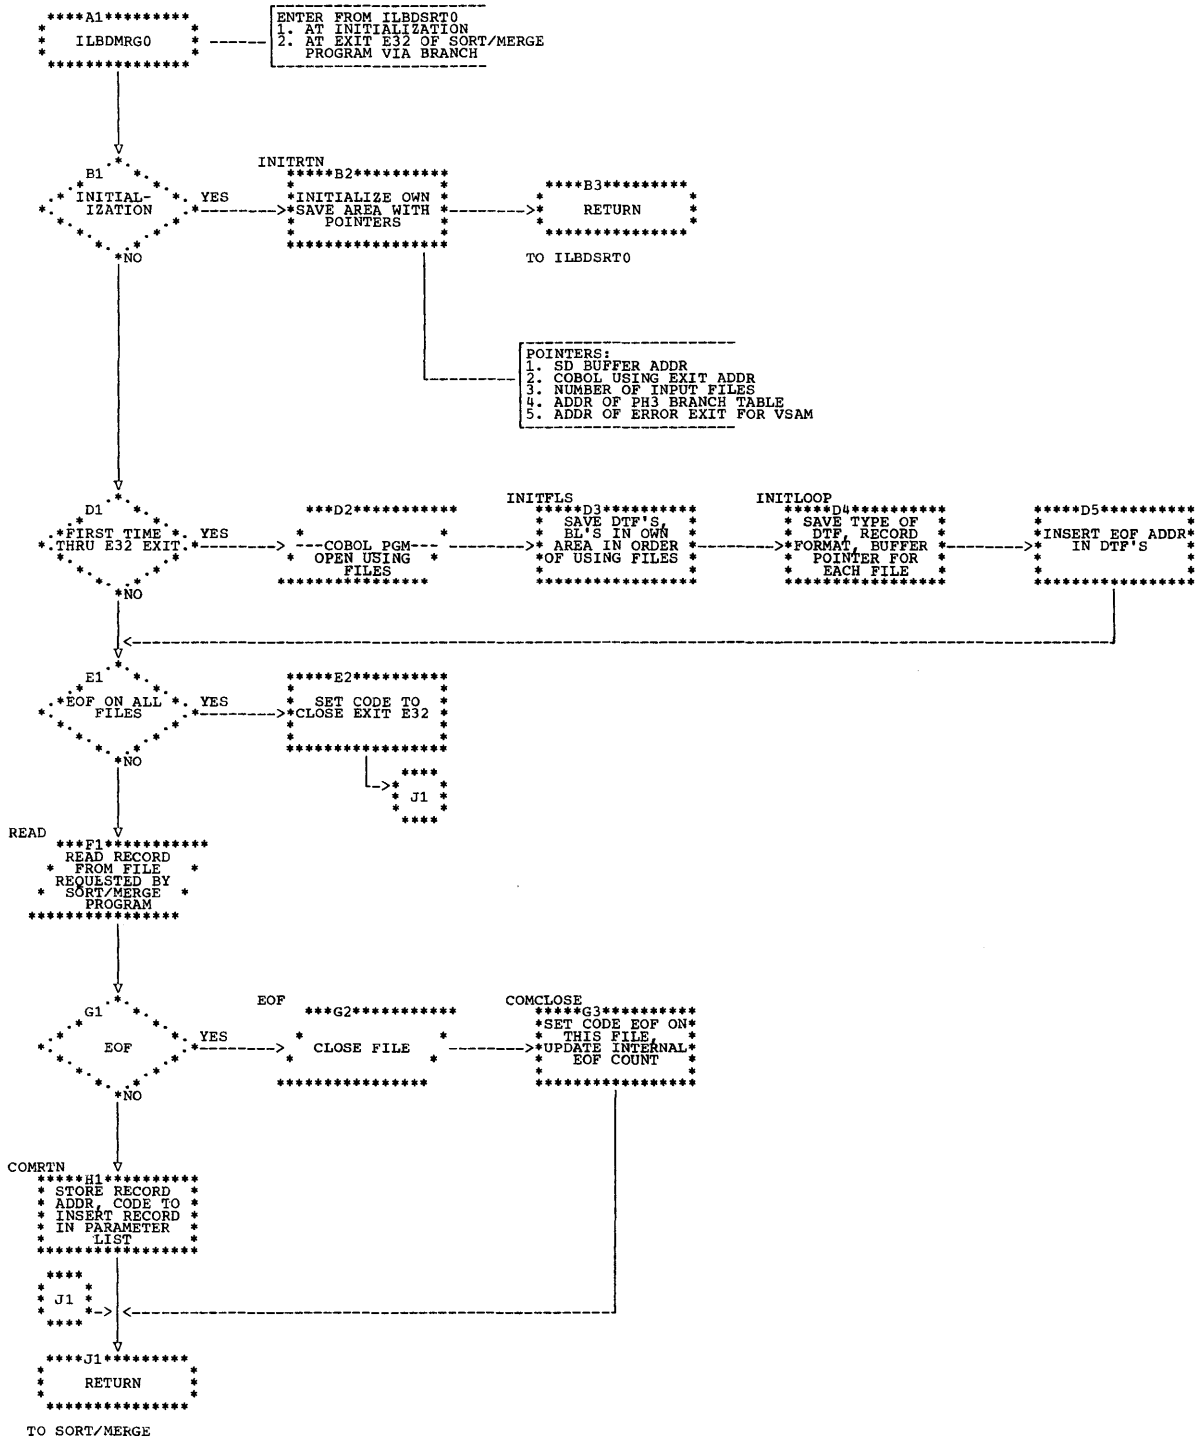 A1
ILBDMRG0
ENTER FROM ILBDSRT0
1. AT INITIALIZATION
2. AT EXIT E32 OF SORT/MERGE
PROGRAM VIA BRANCH
B1
INITIAL-
IZATION
YES
NO
INITRTN
B2
INITIALIZE OWN
SAVE AREA WITH
POINTERS
B3
RETURN
TO ILBDSRT0
POINTERS:
1. SD BUFFER ADDR
2. COBOL USING EXIT ADDR
3. NUMBER OF INPUT FILES
4. ADDR OF PH3 BRANCH TABLE
5. ADDR OF ERROR EXIT FOR VSAM
D1
FIRST TIME
THRU E32 EXIT
YES
NO
D2
COBOL PGM
OPEN USING
FILES
INITFLS
D3
SAVE DTF'S,
BL'S IN OWN
AREA IN ORDER
OF USING FILES
INITLOOP
D4
SAVE TYPE OF
DTF, RECORD
FORMAT, BUFFER
POINTER FOR
EACH FILE
D5
INSERT EOF ADDR
IN DTF'S
E1
EOF ON ALL
FILES
YES
NO
E2
SET CODE TO
CLOSE EXIT E32
J1
READ
F1
READ RECORD
FROM FILE
REQUESTED BY
SORT/MERGE
PROGRAM
G1
EOF
YES
NO
EOF
G2
CLOSE FILE
COMCLOSE
G3
SET CODE EOF ON
THIS FILE,
UPDATE INTERNAL
EOF COUNT
COMRTN
H1
STORE RECORD
ADDR, CODE TO
INSERT RECORD
IN PARAMETER
LIST
J1
J1
RETURN
TO SORT/MERGE